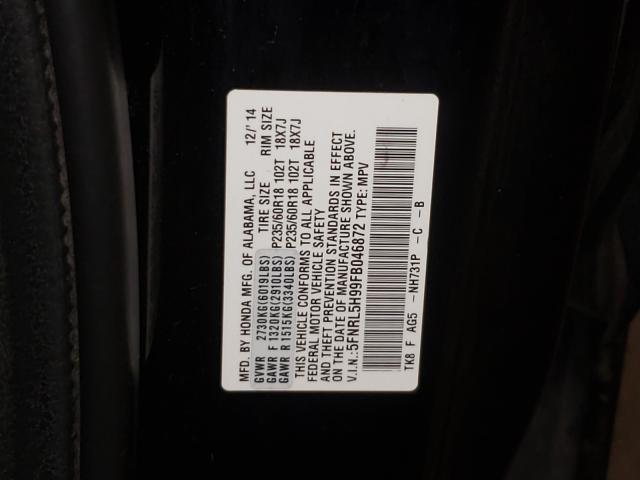 MFD. BY HONDA MFG. OF ALABAMA, LLC 12/' 14
GVWR 2730KG(6019LBS) TIRE SIZE RIM SIZE
GAWR F 1320KG(2910LBS) P235/60R18 102T 18X7J
GAWR R 1515KG(3340LBS) P235/60R18 102T 18X7J
THIS VEHICLE CONFORMS TO ALL APPLICABLE
FEDERAL MOTOR VEHICLE SAFETY
AND THEFT PREVENTION STANDARDS IN EFFECT
ON THE DATE OF MANUFACTURE SHOWN ABOVE.
V.I.N.:5FNRL5H99FB046872 TYPE: MPV
TK8 F AG5 -NH731P -C -B